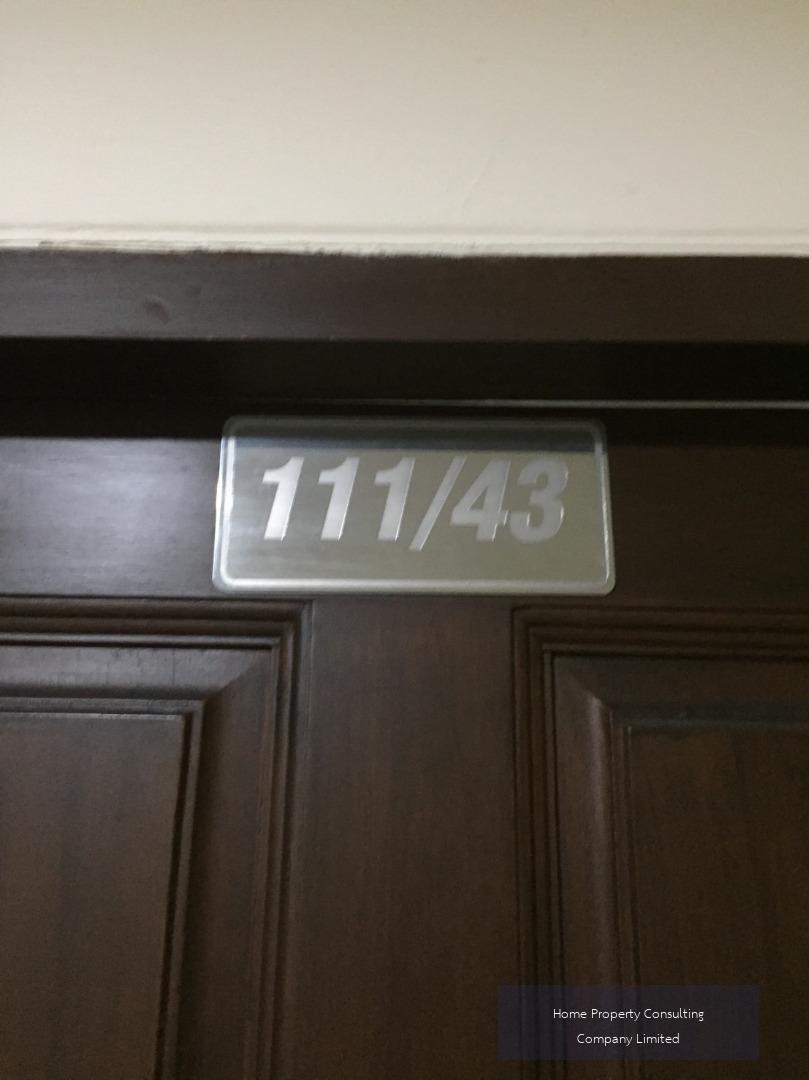 111/43
Home Property Consulting
Company Limited